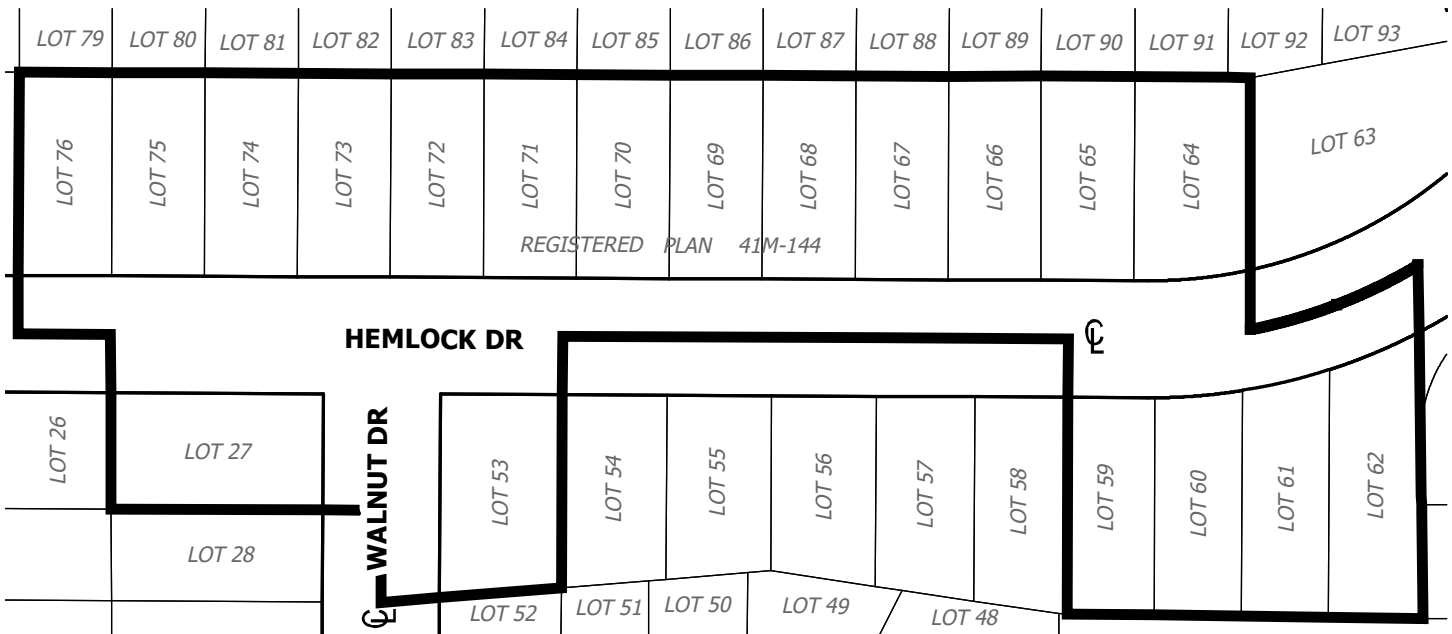 LOT 79 LOT 80 LOT 81 LOT 82 LOT 83 LOT 84 LOT 85 LOT 86 LOT 87 LOT 88 LOT 89 LOT 90 LOT 91 LOT 92 LOT 93
LOT 76
LOT 75
LOT 74
LOT 73
LOT 72
LOT 71
LOT 70
LOT 69
LOT 68
LOT 67
LOT 66
LOT 65
LOT 64
LOT 63
REGISTERED PLAN 41M-144
HEMLOCK DR
CL
LOT 26
LOT 27
WALNUT DR
LOT 53
LOT 54
LOT 55
LOT 56
LOT 57
LOT 58
LOT 59
LOT 60
LOT 61
LOT 62
LOT 28
CL
LOT 52
LOT 51
LOT 50
LOT 49
LOT 48